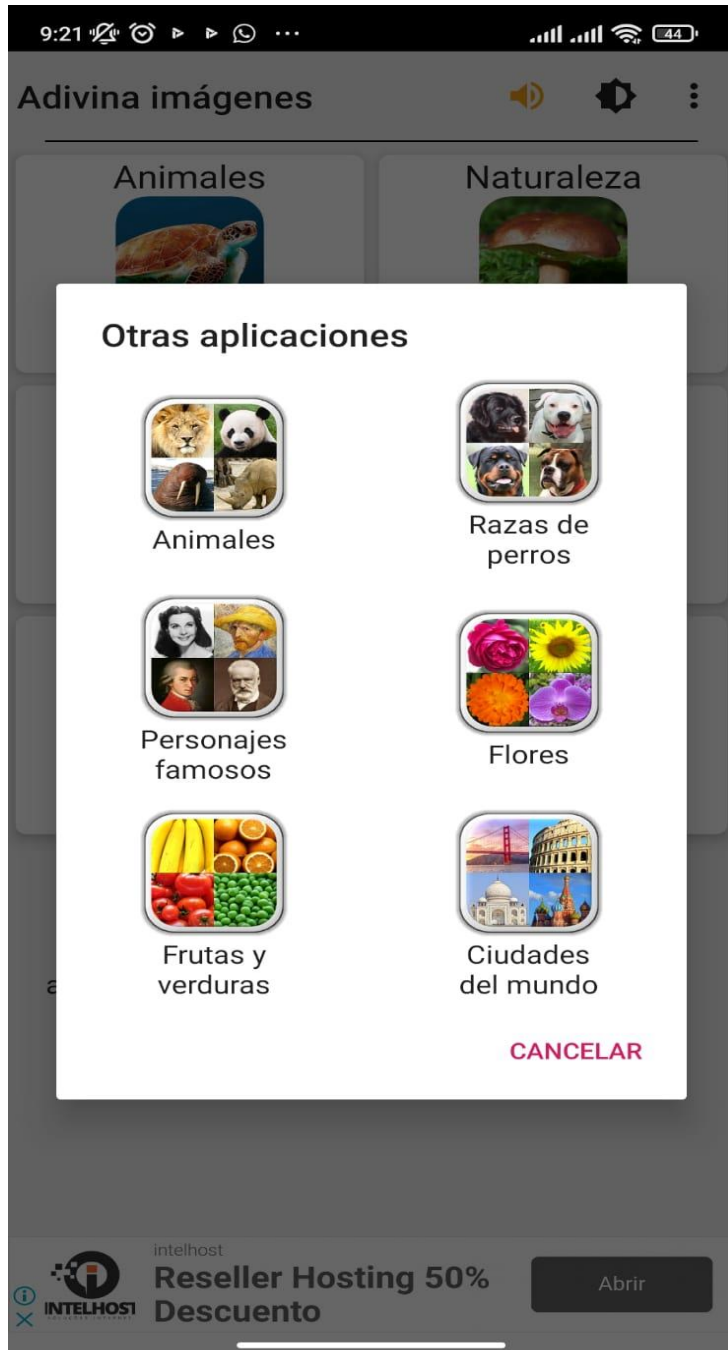 9:21
44
Adivina imágenes
Animales
Naturaleza
Otras aplicaciones
Animales
Razas de
perros
Personajes
famosos
Flores
Frutas y
verduras
Ciudades
del mundo
a
CANCELAR
intelhost
Reseller Hosting 50%
Descuento
INTELHOST
Abrir